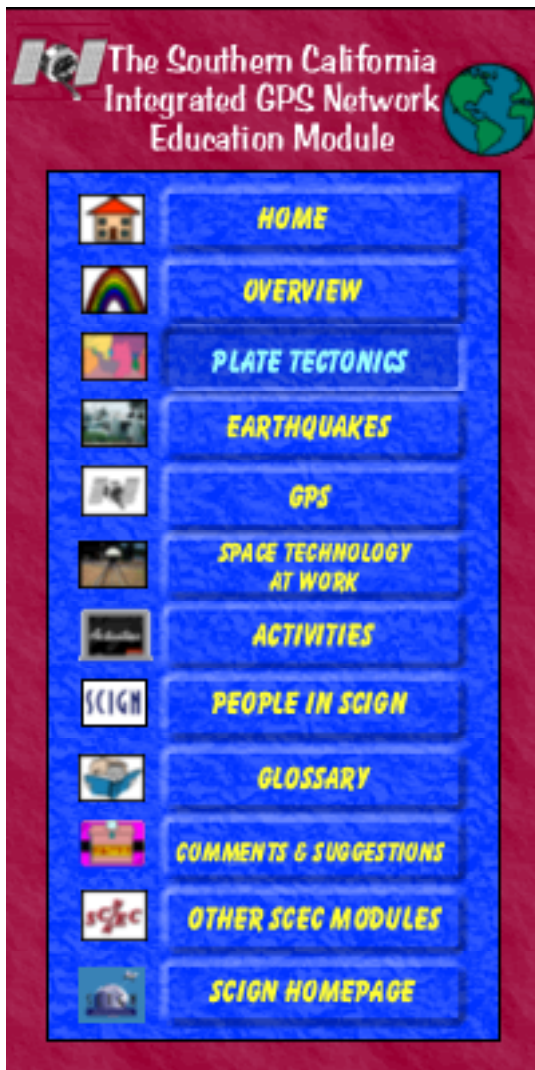 The Southern California
Integrated GPS Network
Education Module
HOME
OVERVIEW
PLATE TECTONICS
EARTHQUAKES
GPS
SPACE TECHNOLOGY
AT WORK
Activities
ACTIVITIES
SCIGN
PEOPLE IN SCIGN
GLOSSARY
COMMENTS & SUGGESTIONS
SCEC
OTHER SCEC MODULES
SCIGN HOMEPAGE